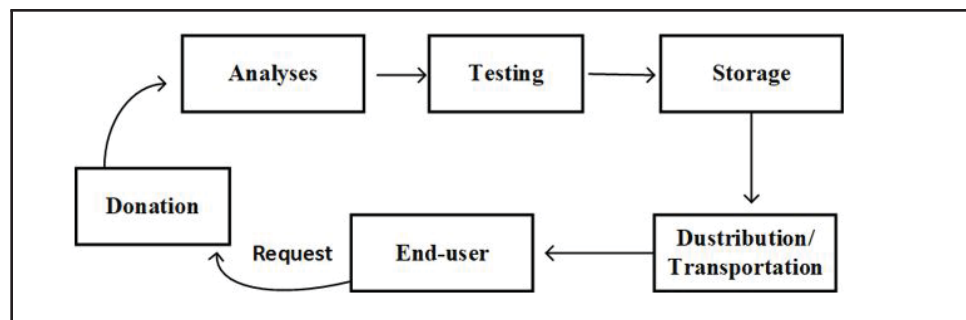 Analyses
Testing
Storage
Donation
Request
End-user
Dustribution/
Transportation